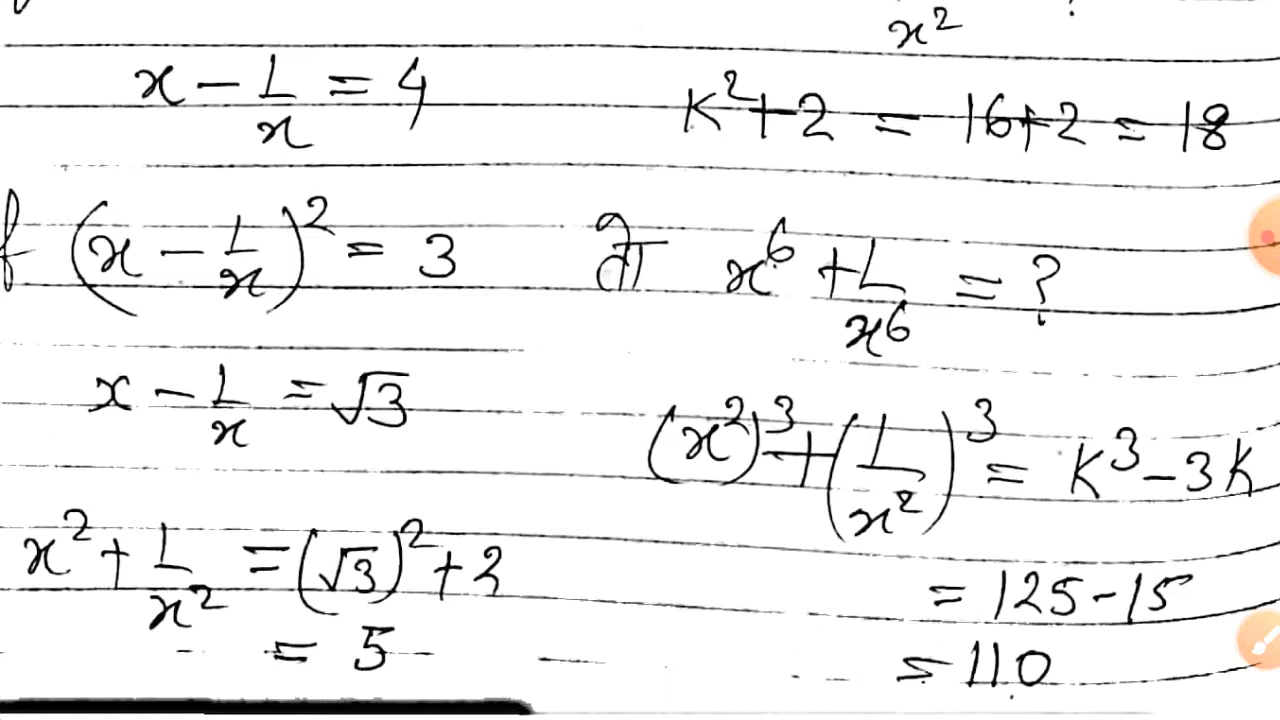 x²
x - 1/x = 4    K²+2 = 16+2 = 18
f (x - 1/x)² = 3    तो x⁶ + 1/x⁶ = ?
x - 1/x = √3
(x²)³ + (1/x²)³ = K³ - 3K
x² + 1/x² = (√3)² + 2
= 125 - 15
= 5
= 110